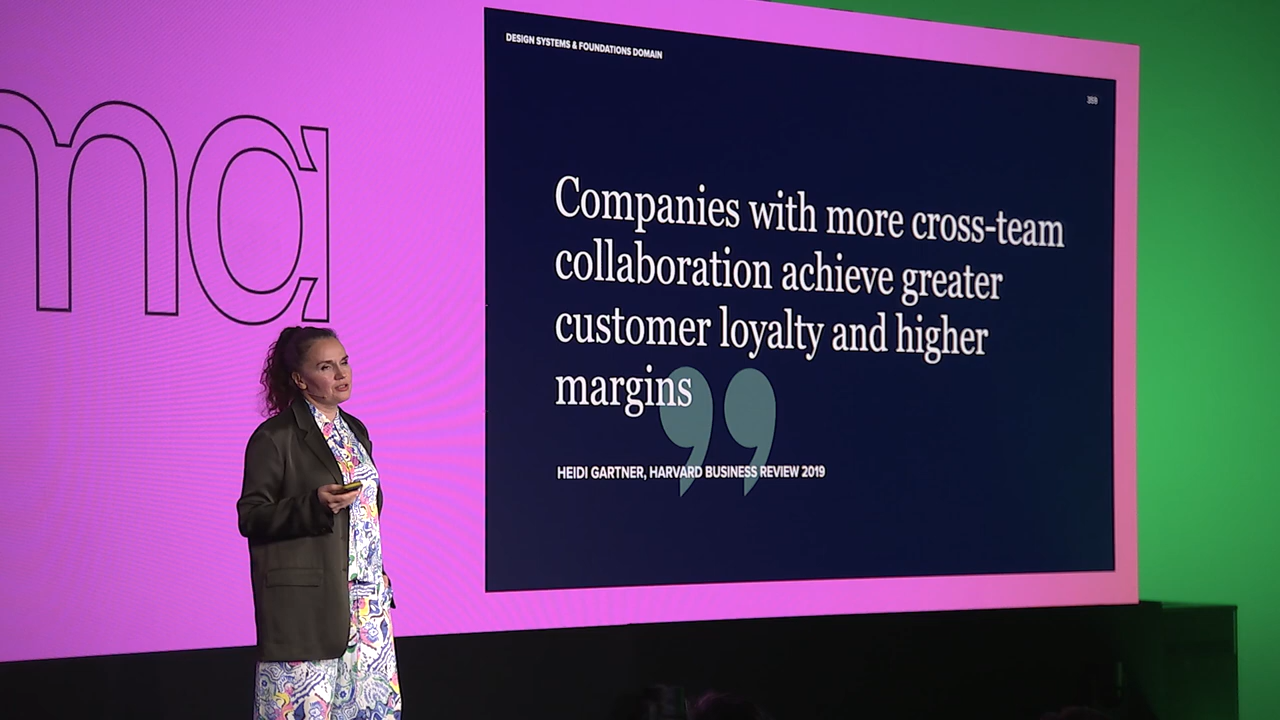 ma
DESIGN SYSTEMS & FOUNDATIONS DOMAIN
Companies with more cross-team
collaboration achieve greater
customer loyalty and higher
margins
”
HEIDI GARTNER, HARVARD BUSINESS REVIEW 2019